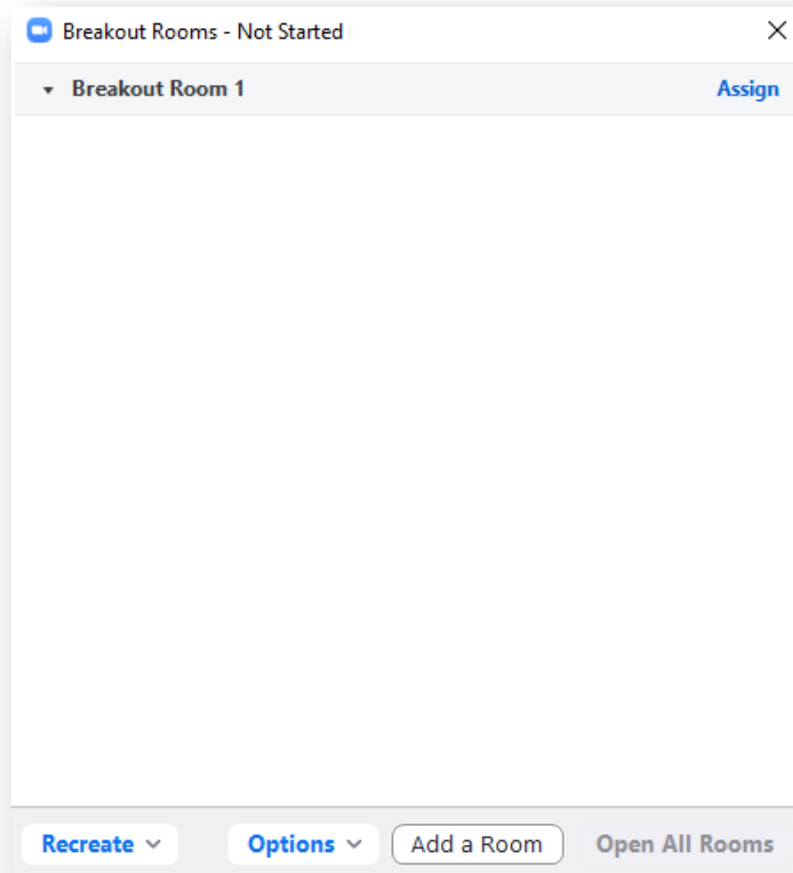 Breakout Rooms - Not Started
Breakout Room 1 Assign
Recreate Options Add a Room Open All Rooms